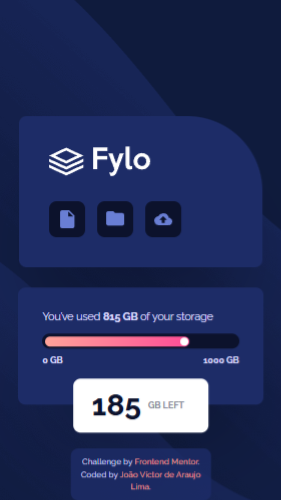 Fylo
You've used 815 GB of your storage
0 GB 1000 GB
185 GB LEFT
Challenge by Frontend Mentor.
Coded by João Victor de Araujo
Lima.